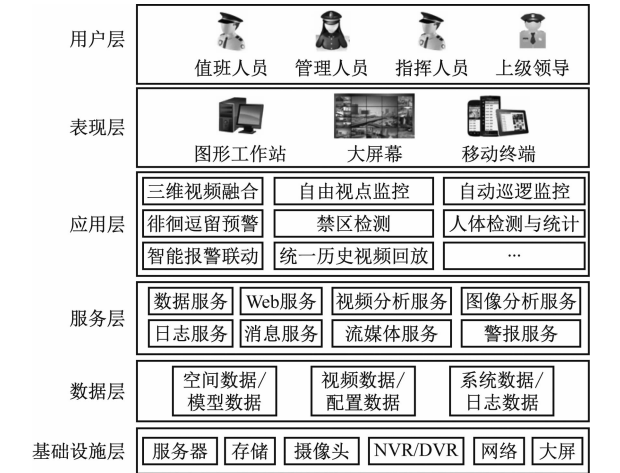 用户层
值班人员 管理人员 指挥人员 上级领导
表现层
图形工作站 大屏幕 移动终端
应用层
三维视频融合 自由视点监控 自动巡逻监控
徘徊逗留预警 禁区检测 人体检测与统计
智能报警联动 统一历史视频回放 ...
服务层
数据服务 Web服务 视频分析服务 图像分析服务
日志服务 消息服务 流媒体服务 警报服务
数据层
空间数据/ 视频数据/ 系统数据/
模型数据 配置数据 日志数据
基础设施层
服务器 存储 摄像头 NVR/DVR 网络 大屏